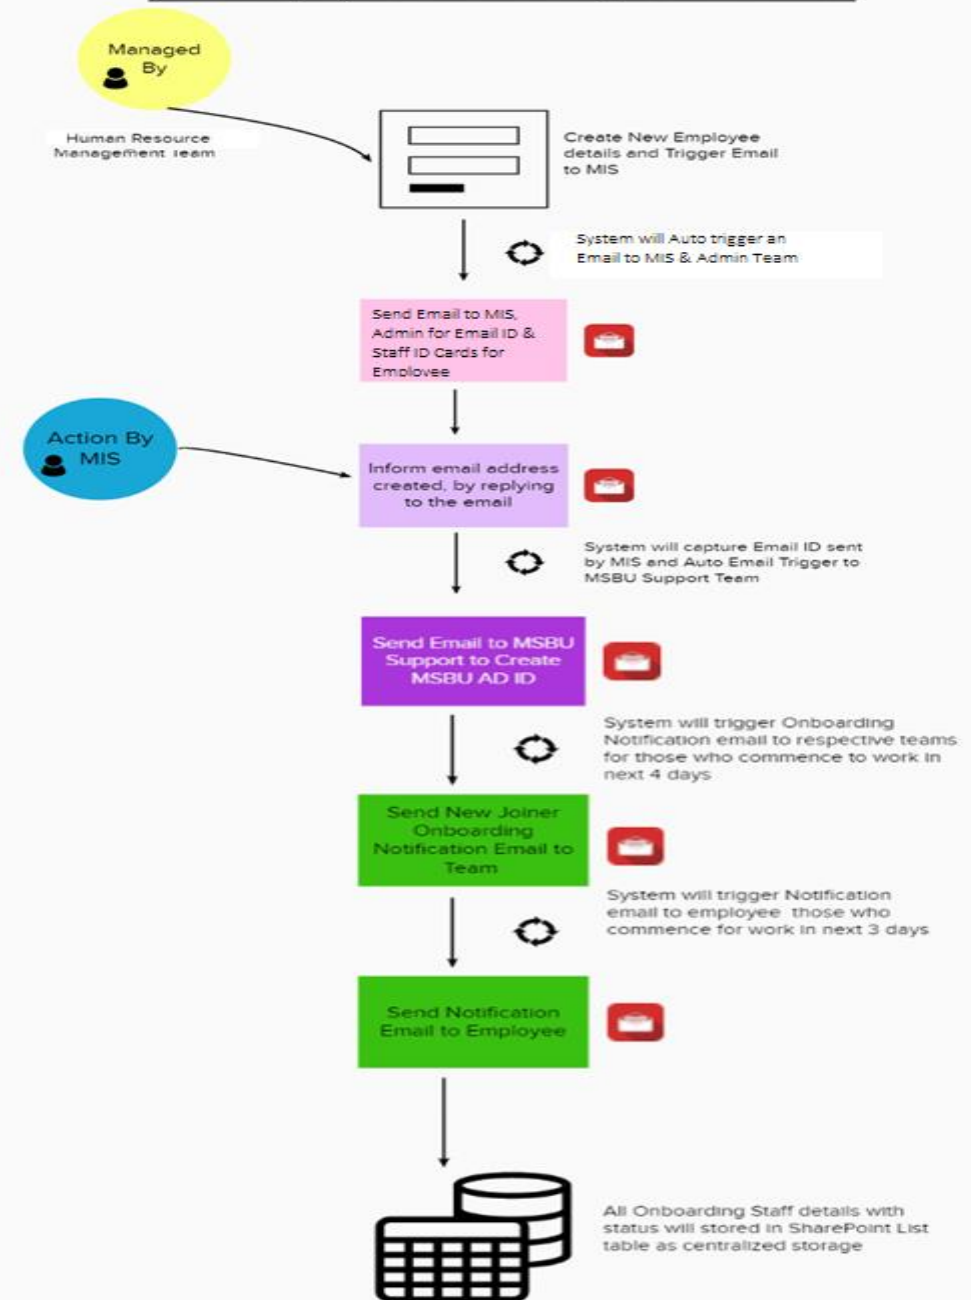 Managed
By
Human Resource
Management Team
Create New Employee
details and Trigger Email
to MIS
System will Auto trigger an
Email to MIS & Admin Team
Send Email to MIS,
Admin for Email ID &
Staff ID Cards for
Employee
Action By
MIS
Inform email address
created, by replying
to the email
System will capture Email ID sent
by MIS and Auto Email Trigger to
MSBU Support Team
Send Email to MSBU
Support to Create
MSBU AD ID
System will trigger Onboarding
Notification email to respective teams
for those who commence to work in
next 4 days
Send New Joiner
Onboarding
Notification Email to
Team
System will trigger Notification
email to employee those who
commence for work in next 3 days
Send Notification
Email to Employee
All Onboarding Staff details with
status will stored in SharePoint List
table as centralized storage